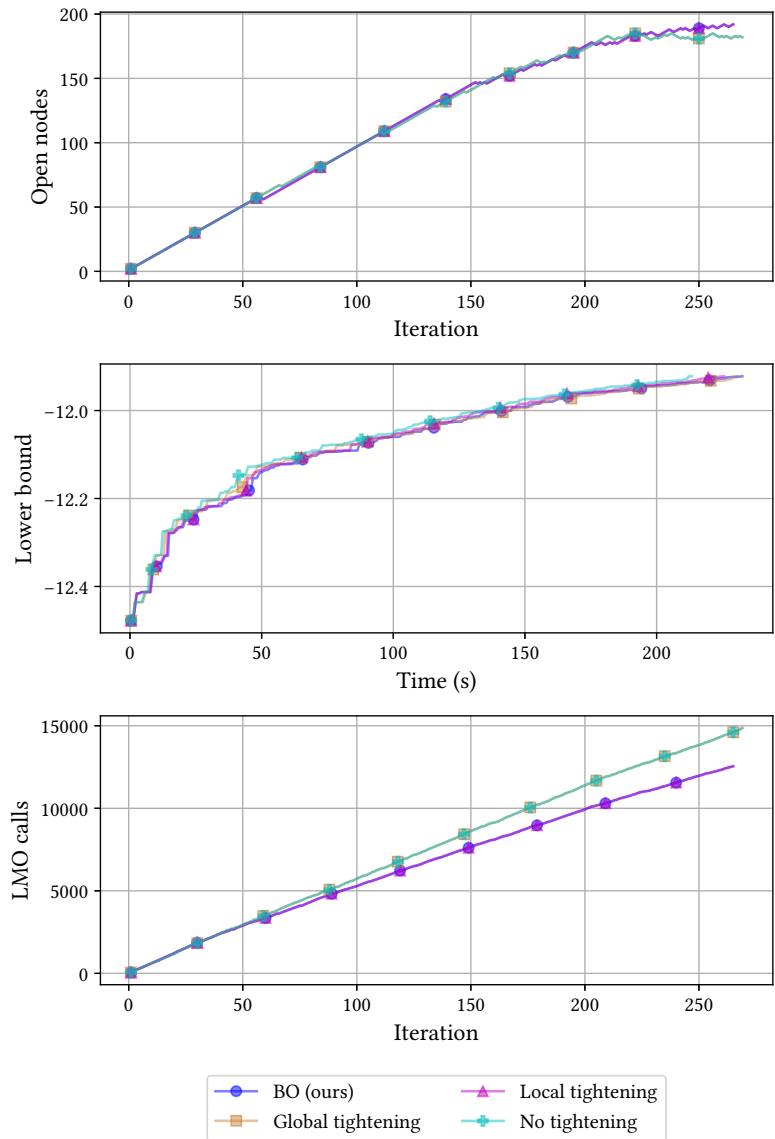 200
150
100
50
0
Open nodes
0 50 100 150 200 250
Iteration
−12.0
−12.2
−12.4
Lower bound
0 50 100 150 200
Time (s)
15000
10000
5000
0
LMO calls
0 50 100 150 200 250
Iteration
BO (ours) Local tightening
Global tightening No tightening